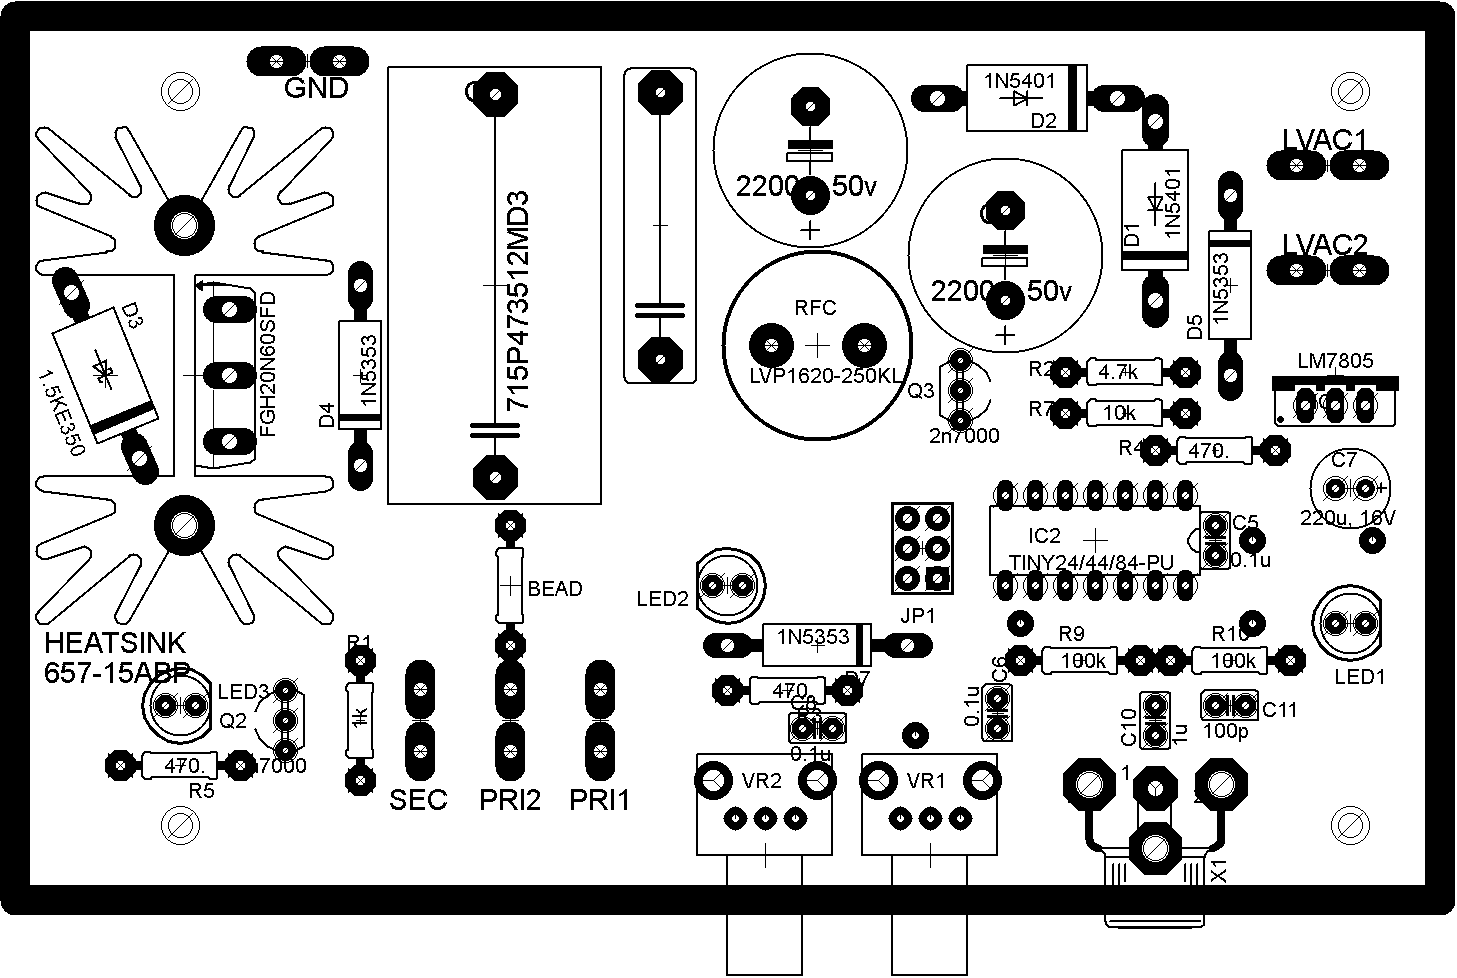 GND
1N5401
D2
LVAC1
2200 50v
1N5401
D1
LVAC2
2200 50v
715P473512MD3
RFC
LVP1620-250KL
D3
1.5KE350
FGH20N60SFD
1N5353
D4
1N5353
D5
Q3
2n7000
R2
4.7k
R7
10k
R4
470.
LM7805
C7
220u, 16V
IC2
TINY24/44/84-PU
C5
0.1u
LED2
BEAD
JP1
1N5353
D7
470
0.1u
HEATSINK
657-15ABP
LED3
Q2
7000
470.
R5
R1
1k
SEC
PRI2
PRI1
R9
100k
R10
100k
LED1
C6
0.1u
C10
1u
C11
100p
VR2
VR1
1
X1